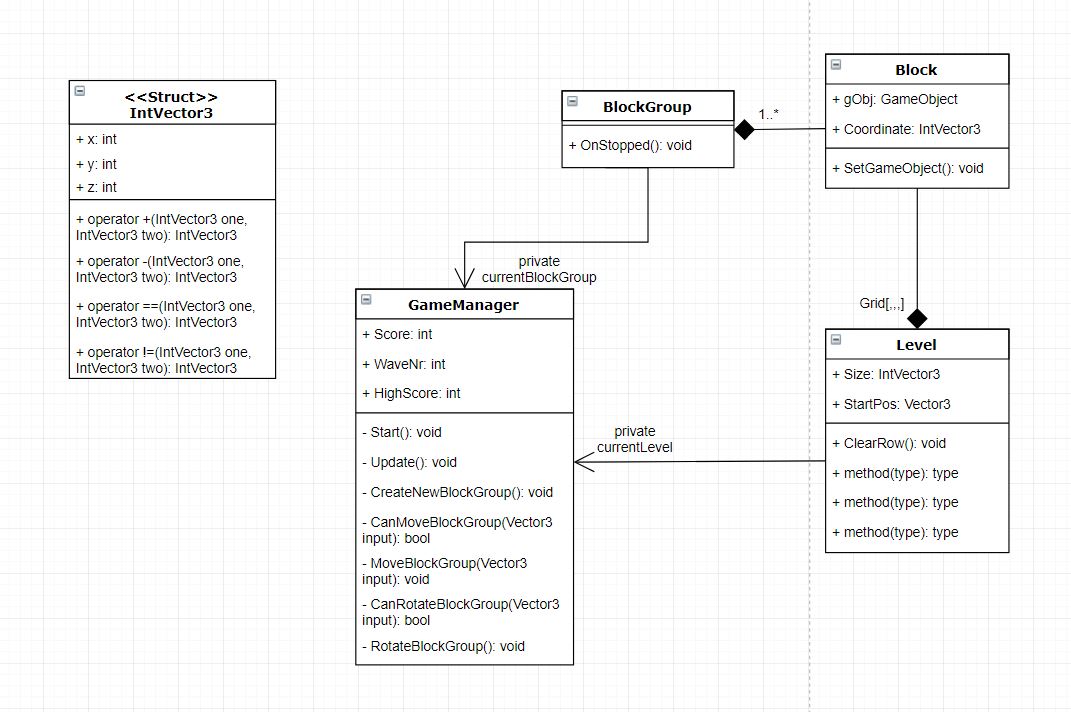 <<Struct>>
IntVector3
+ x: int
+ y: int
+ z: int
+ operator +(IntVector3 one,
IntVector3 two): IntVector3
+ operator -(IntVector3 one,
IntVector3 two): IntVector3
+ operator ==(IntVector3 one,
IntVector3 two): IntVector3
+ operator !=(IntVector3 one,
IntVector3 two): IntVector3
BlockGroup
+ OnStopped(): void
1..*
Block
+ gObj: GameObject
+ Coordinate: IntVector3
+ SetGameObject(): void
private
currentBlockGroup
GameManager
+ Score: int
+ WaveNr: int
+ HighScore: int
- Start(): void
- Update(): void
- CreateNewBlockGroup(): void
- CanMoveBlockGroup(Vector3
input): bool
- MoveBlockGroup(Vector3
input): void
- CanRotateBlockGroup(Vector3
input): bool
- RotateBlockGroup(): void
private
currentLevel
Grid[,,,]
Level
+ Size: IntVector3
+ StartPos: Vector3
+ ClearRow(): void
+ method(type): type
+ method(type): type
+ method(type): type